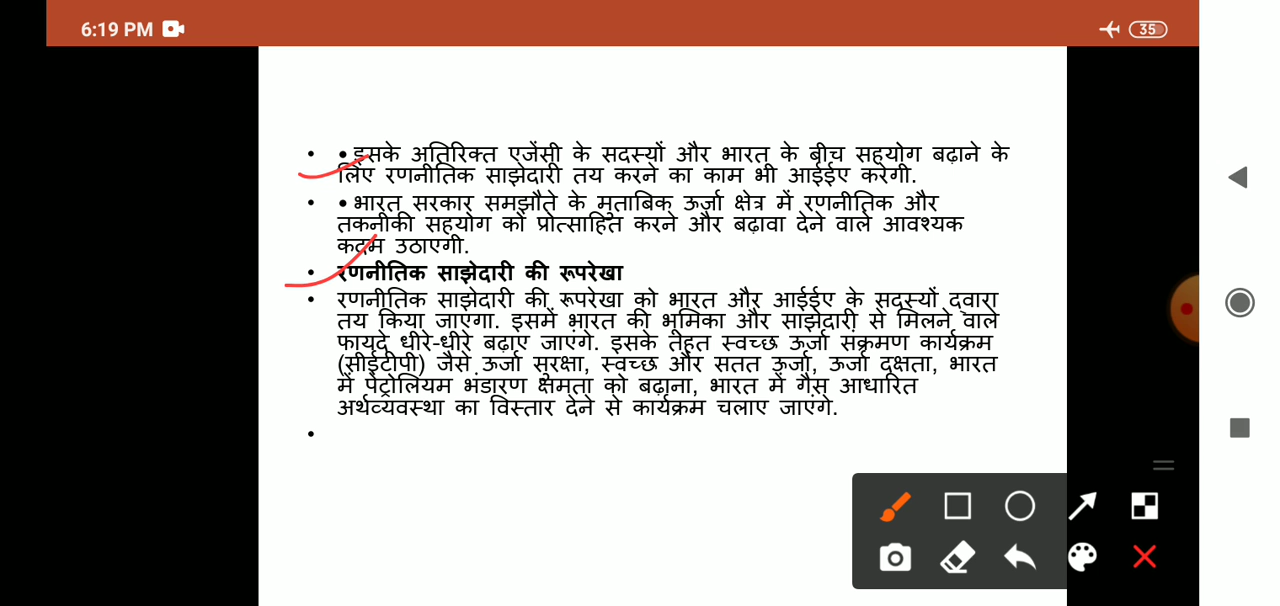 6:19 PM
35
• • इसके अतिरिक्त एजेंसी के सदस्यों और भारत के बीच सहयोग बढ़ाने के
लिए रणनीतिक साझेदारी तय करने का काम भी आईईए करेगी.
• • भारत सरकार समझौते के मुताबिक ऊर्जा क्षेत्र में रणनीतिक और
तकनीकी सहयोग को प्रोत्साहित करने और बढ़ावा देने वाले आवश्यक
कदम उठाएगी.
• रणनीतिक साझेदारी की रूपरेखा
• रणनीतिक साझेदारी की रूपरेखा को भारत और आईईए के सदस्यों द्वारा
तय किया जाएगा. इसमें भारत की भूमिका और साझेदारी से मिलने वाले
फायदे धीरे-धीरे बढ़ाए जाएंगे. इसके तहत स्वच्छ ऊर्जा संक्रमण कार्यक्रम
(सीईटीपी) जैसे ऊर्जा सुरक्षा, स्वच्छ और सतत ऊर्जा, ऊर्जा दक्षता, भारत
में पेट्रोलियम भंडारण क्षमता को बढ़ाना, भारत में गैस आधारित
अर्थव्यवस्था का विस्तार देने से कार्यक्रम चलाए जाएंगे.
•